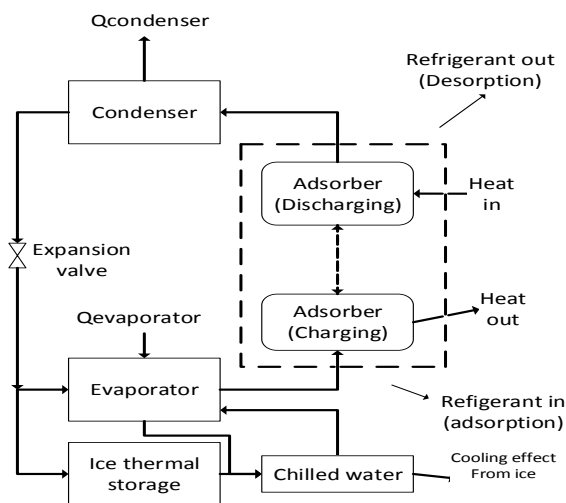 Qcondenser
Refrigerant out
(Desorption)
Condenser
Adsorber
(Discharging)
Heat
in
Expansion
valve
Qevaporator
Adsorber
(Charging)
Heat
out
Evaporator
Refigerant in
(adsorption)
Ice thermal
storage
Chilled water
Cooling effect
From ice